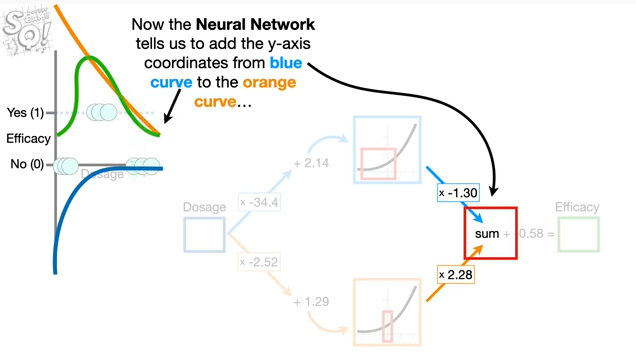 StatQuest!
Now the Neural Network
tells us to add the y-axis
coordinates from blue
curve to the orange
curve…
Yes (1)
Efficacy
No (0)
Dosage
+ 2.14
x -34.4
x -1.30
Dosage
Efficacy
sum + 0.58 =
x -2.52
x 2.28
+ 1.29